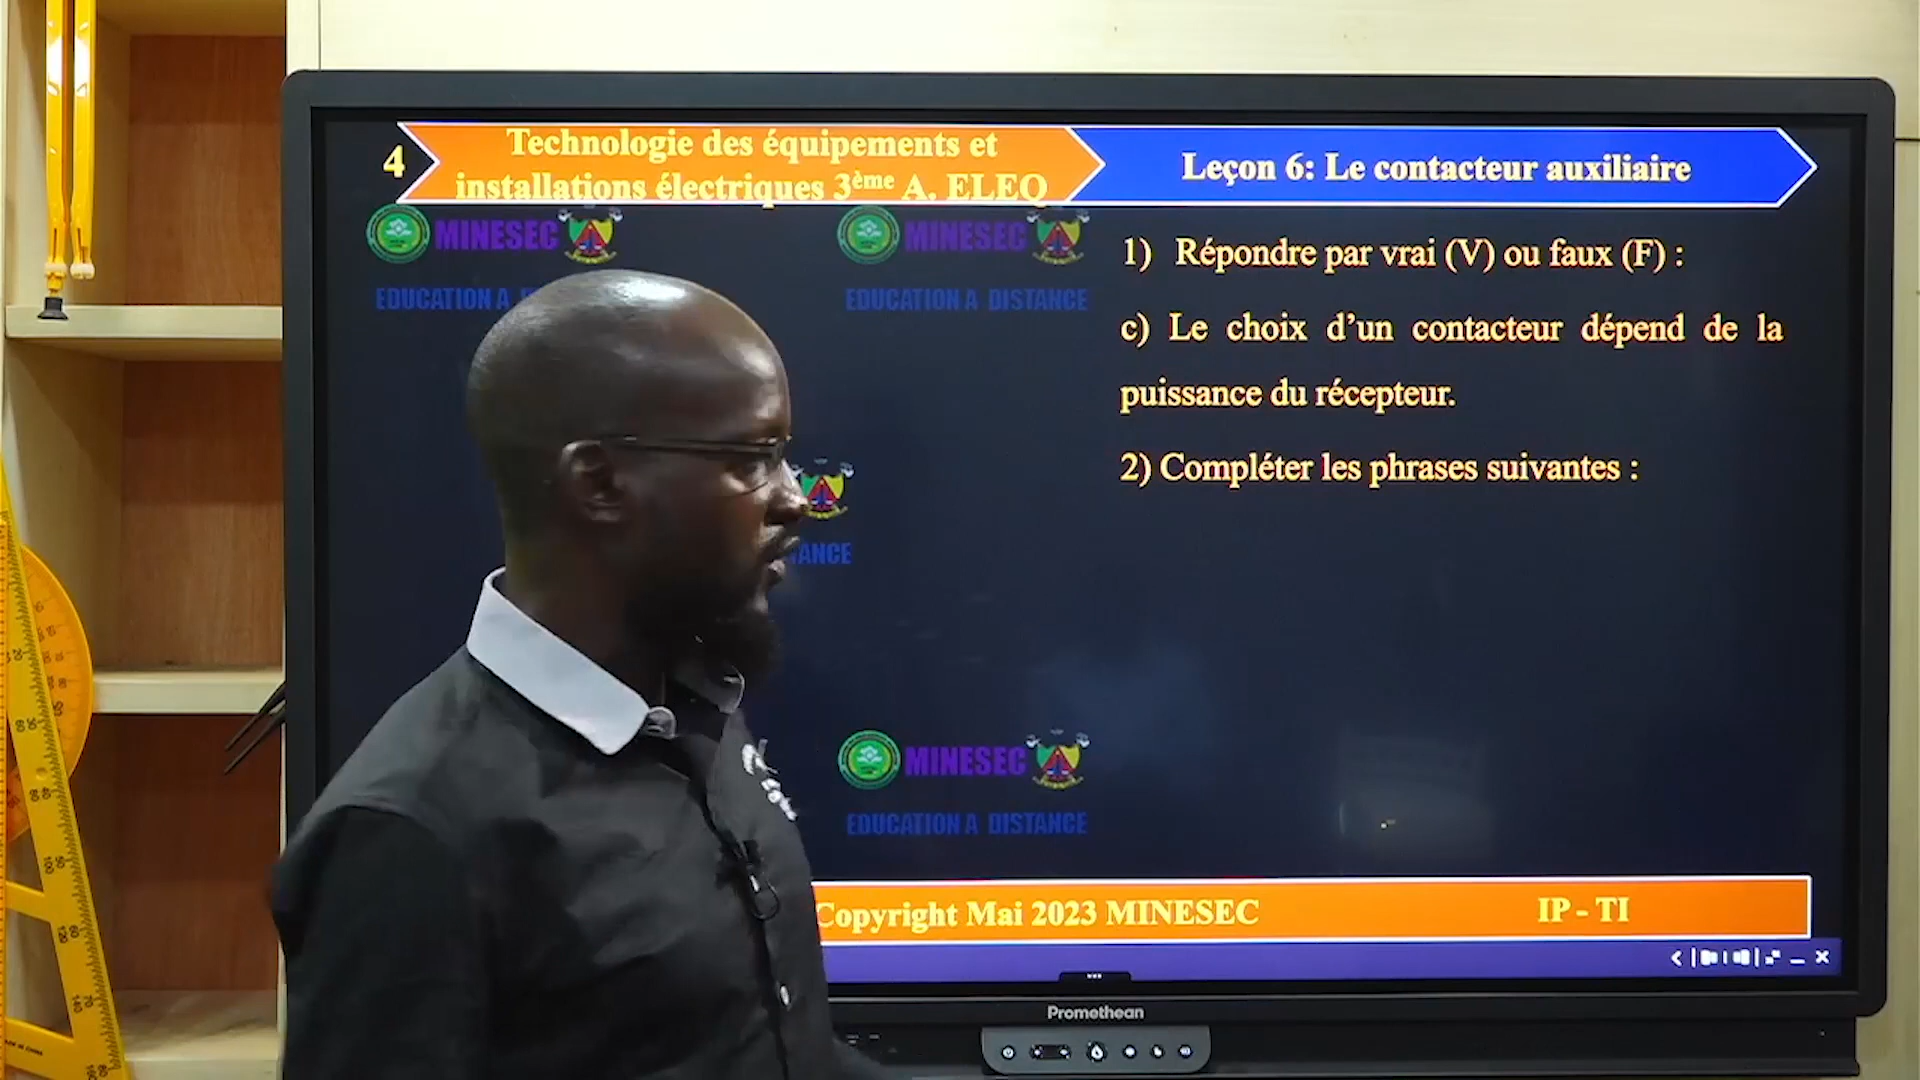 4
Technologie des équipements et
installations électriques 3ème A. ELEQ
Leçon 6: Le contacteur auxiliaire
MINESEC
MINESEC
EDUCATION A
EDUCATION A DISTANCE
1) Répondre par vrai (V) ou faux (F) :
c) Le choix d’un contacteur dépend de la
puissance du récepteur.
2) Compléter les phrases suivantes :
MINESEC
EDUCATION A DISTANCE
Copyright Mai 2023 MINESEC
IP - TI
Promethean